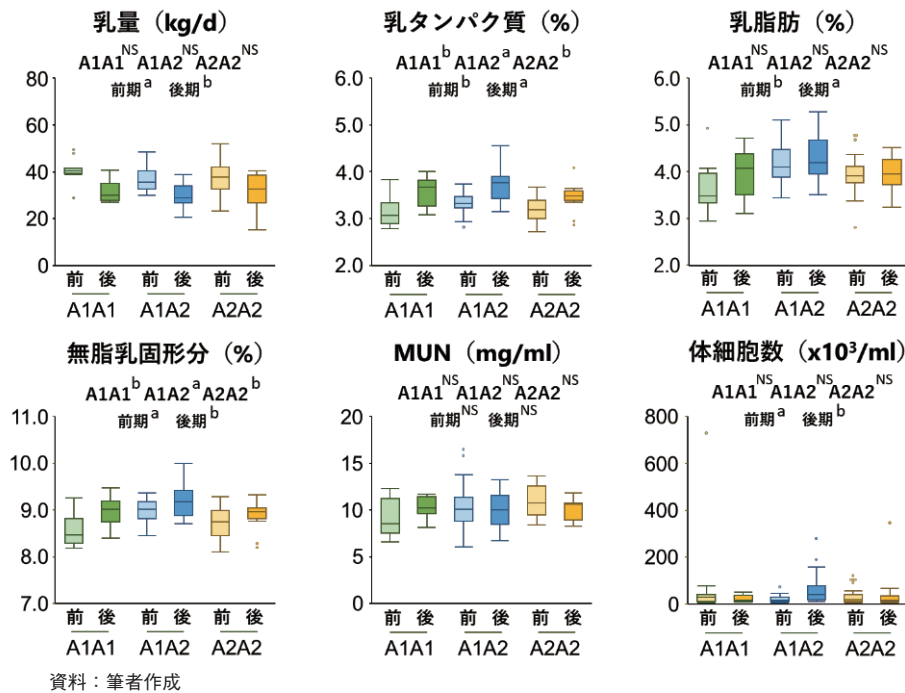 乳量（kg/d）
A1A1NS A1A2NS A2A2NS
前期a 後期b
80
60
40
20
0
前 後 前 後 前 後
A1A1 A1A2 A2A2
乳タンパク質（%）
A1A1b A1A2a A2A2b
前期b 後期a
6.0
5.0
4.0
3.0
2.0
前 後 前 後 前 後
A1A1 A1A2 A2A2
乳脂肪（%）
A1A1NS A1A2NS A2A2NS
前期b 後期a
6.0
5.0
4.0
3.0
2.0
前 後 前 後 前 後
A1A1 A1A2 A2A2
無脂乳固形分（%）
A1A1b A1A2a A2A2b
前期a 後期b
11.0
10.0
9.0
8.0
7.0
前 後 前 後 前 後
A1A1 A1A2 A2A2
MUN（mg/ml）
A1A1NS A1A2NS A2A2NS
前期NS 後期NS
20
15
10
5
0
前 後 前 後 前 後
A1A1 A1A2 A2A2
体細胞数（x10³/ml）
A1A1NS A1A2NS A2A2NS
前期a 後期b
800
600
400
200
0
前 後 前 後 前 後
A1A1 A1A2 A2A2
資料：筆者作成